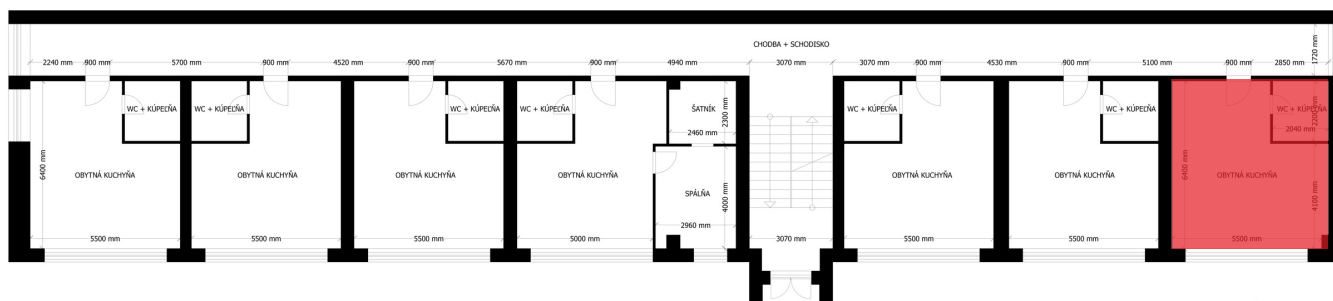 CHODBA + SCHODISKO
2240 mm
900 mm
5700 mm
900 mm
4520 mm
900 mm
5670 mm
900 mm
4940 mm
3070 mm
3070 mm
900 mm
4530 mm
900 mm
5100 mm
900 mm
2850 mm
1720 mm
WC + KÚPEĽŇA
WC + KÚPEĽŇA
WC + KÚPEĽŇA
WC + KÚPEĽŇA
ŠATNÍK
2300 mm
2460 mm
WC + KÚPEĽŇA
WC + KÚPEĽŇA
WC + KÚPEĽŇA
2200 mm
2040 mm
6400 mm
OBYTNÁ KUCHYŇA
OBYTNÁ KUCHYŇA
OBYTNÁ KUCHYŇA
OBYTNÁ KUCHYŇA
SPÁLŇA
4000 mm
2960 mm
OBYTNÁ KUCHYŇA
OBYTNÁ KUCHYŇA
6400 mm
OBYTNÁ KUCHYŇA
4100 mm
5500 mm
5500 mm
5500 mm
5000 mm
3070 mm
5500 mm
5500 mm
5500 mm